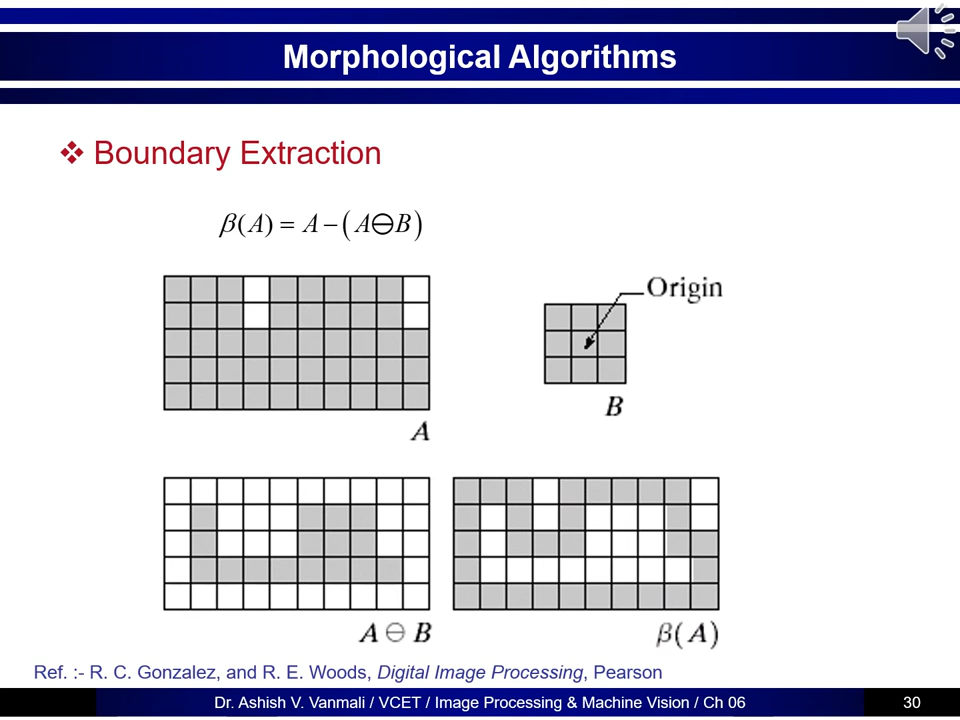 Morphological Algorithms
❖ Boundary Extraction
β(A) = A − (A⊖B)
Origin
B
A
A ⊖ B
β(A)
Ref. :- R. C. Gonzalez, and R. E. Woods, Digital Image Processing, Pearson
Dr. Ashish V. Vanmali / VCET / Image Processing & Machine Vision / Ch 06
30